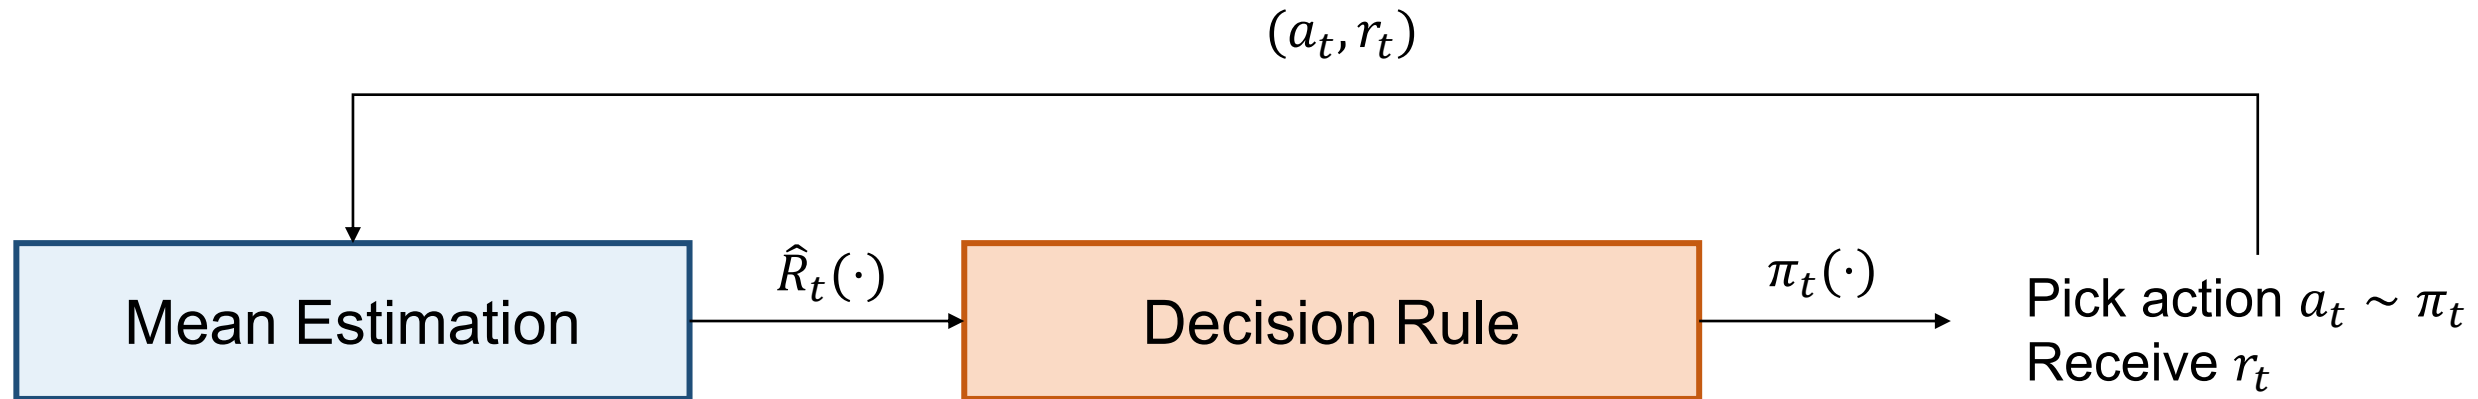 (a_t, r_t)
Mean Estimation
R̂_t(·)
Decision Rule
π_t(·)
Pick action a_t ~ π_t
Receive r_t